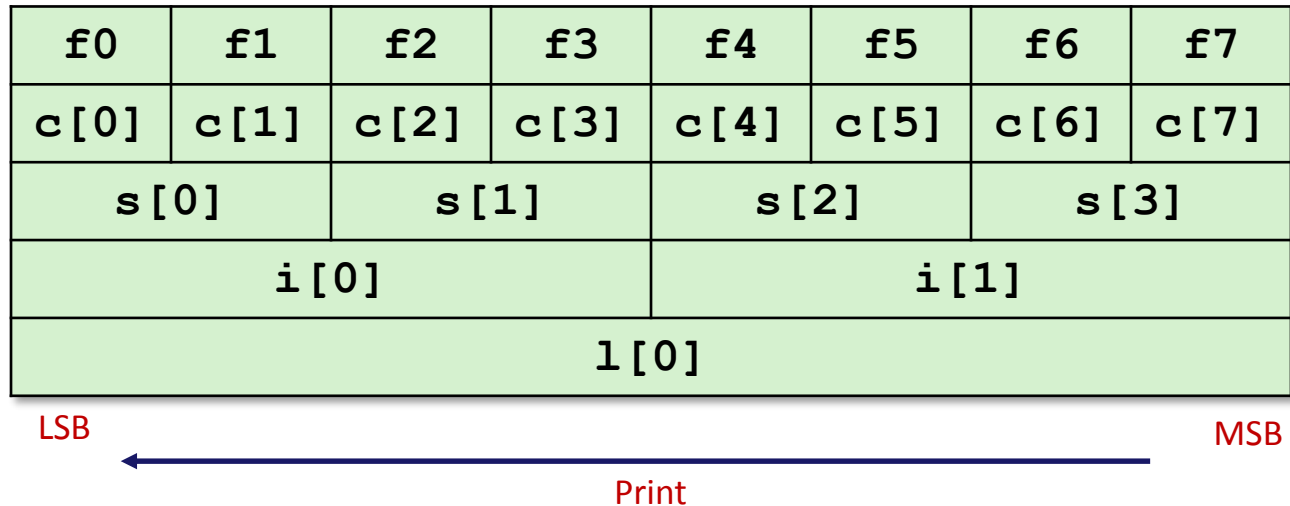 f0 f1 f2 f3 f4 f5 f6 f7
c[0] c[1] c[2] c[3] c[4] c[5] c[6] c[7]
s[0] s[1] s[2] s[3]
i[0] i[1]
l[0]
LSB MSB
Print